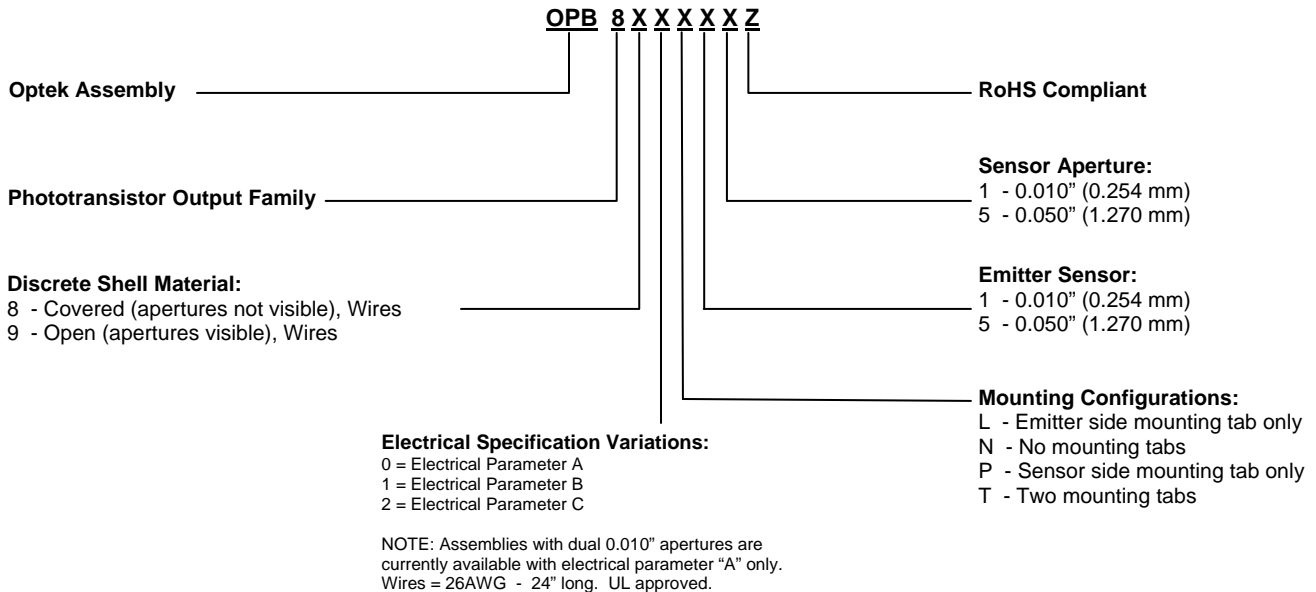 OPB 8 X X X X X Z
Optek Assembly
RoHS Compliant
Phototransistor Output Family
Sensor Aperture:
1 - 0.010” (0.254 mm)
5 - 0.050” (1.270 mm)
Discrete Shell Material:
8 - Covered (apertures not visible), Wires
9 - Open (apertures visible), Wires
Emitter Sensor:
1 - 0.010” (0.254 mm)
5 - 0.050” (1.270 mm)
Mounting Configurations:
L - Emitter side mounting tab only
N - No mounting tabs
P - Sensor side mounting tab only
T - Two mounting tabs
Electrical Specification Variations:
0 = Electrical Parameter A
1 = Electrical Parameter B
2 = Electrical Parameter C
NOTE: Assemblies with dual 0.010” apertures are
currently available with electrical parameter “A” only.
Wires = 26AWG - 24” long. UL approved.